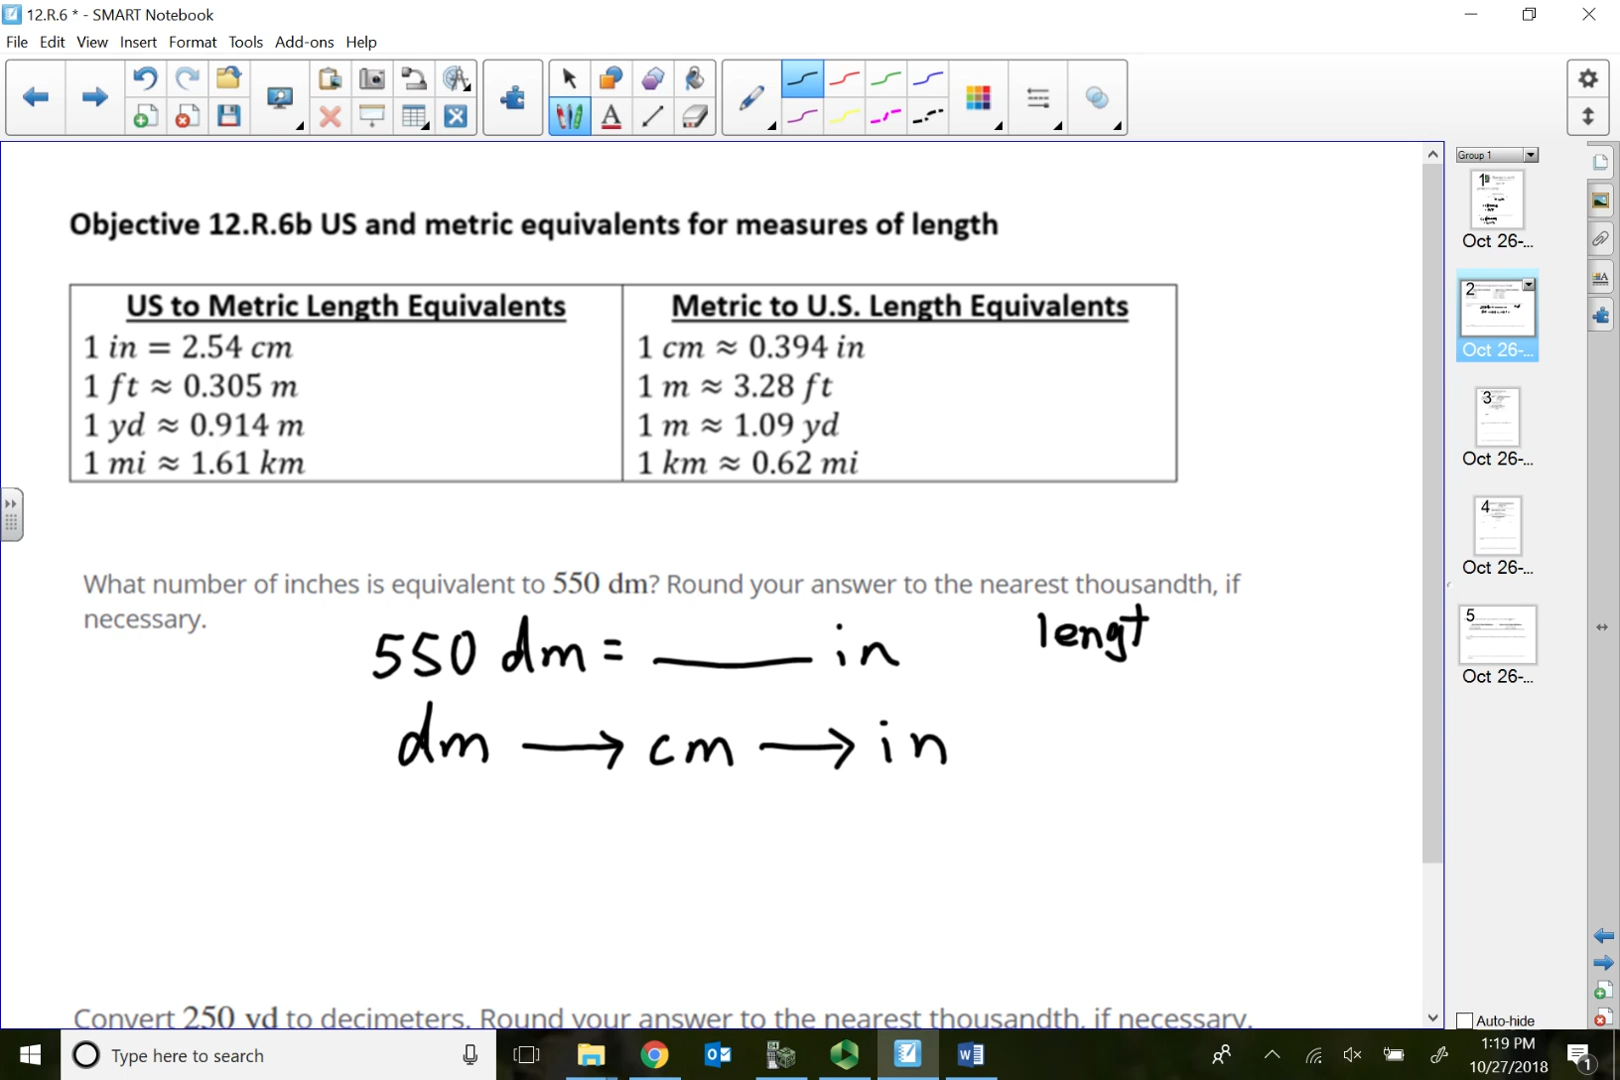 12.R.6 * - SMART Notebook
File Edit View Insert Format Tools Add-ons Help
Group 1
Objective 12.R.6b US and metric equivalents for measures of length
US to Metric Length Equivalents
1 in = 2.54 cm
1 ft ≈ 0.305 m
1 yd ≈ 0.914 m
1 mi ≈ 1.61 km
Metric to U.S. Length Equivalents
1 cm ≈ 0.394 in
1 m ≈ 3.28 ft
1 m ≈ 1.09 yd
1 km ≈ 0.62 mi
What number of inches is equivalent to 550 dm? Round your answer to the nearest thousandth, if
necessary.
550 dm = ____ in
lengt
dm → cm → in
Convert 250 yd to decimeters. Round your answer to the nearest thousandth, if necessary.
1
Oct 26-...
2
Oct 26-...
3
Oct 26-...
4
Oct 26-...
5
Oct 26-...
Auto-hide
Type here to search
1:19 PM
10/27/2018
1